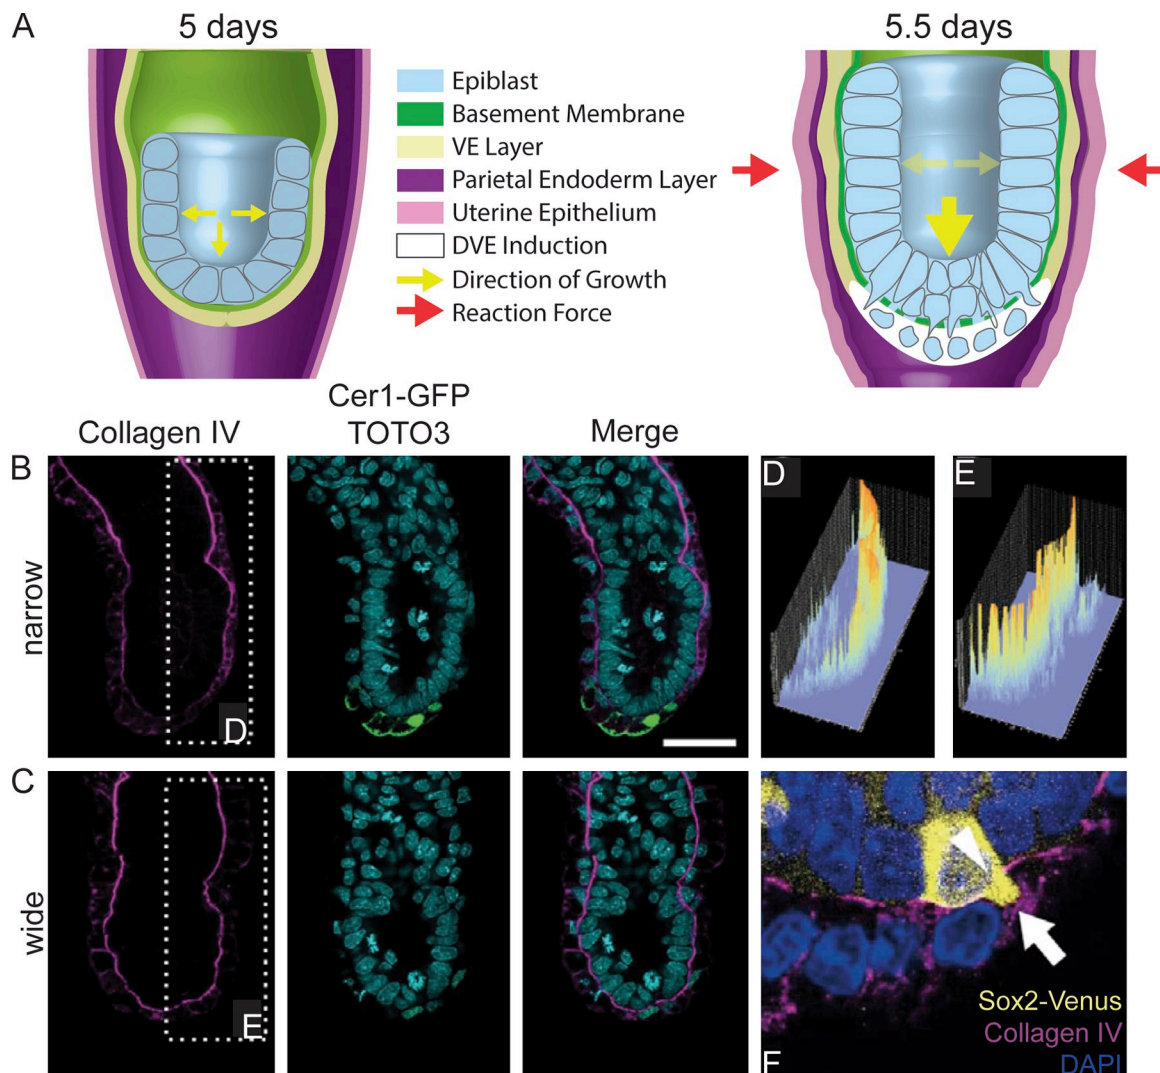 A
5 days
5.5 days
Epiblast
Basement Membrane
VE Layer
Parietal Endoderm Layer
Uterine Epithelium
DVE Induction
Direction of Growth
Reaction Force
Collagen IV
Cer1-GFP
TOTO3
Merge
B
narrow
D
D
E
C
wide
E
Sox2-Venus
Collagen IV
DAPI
F